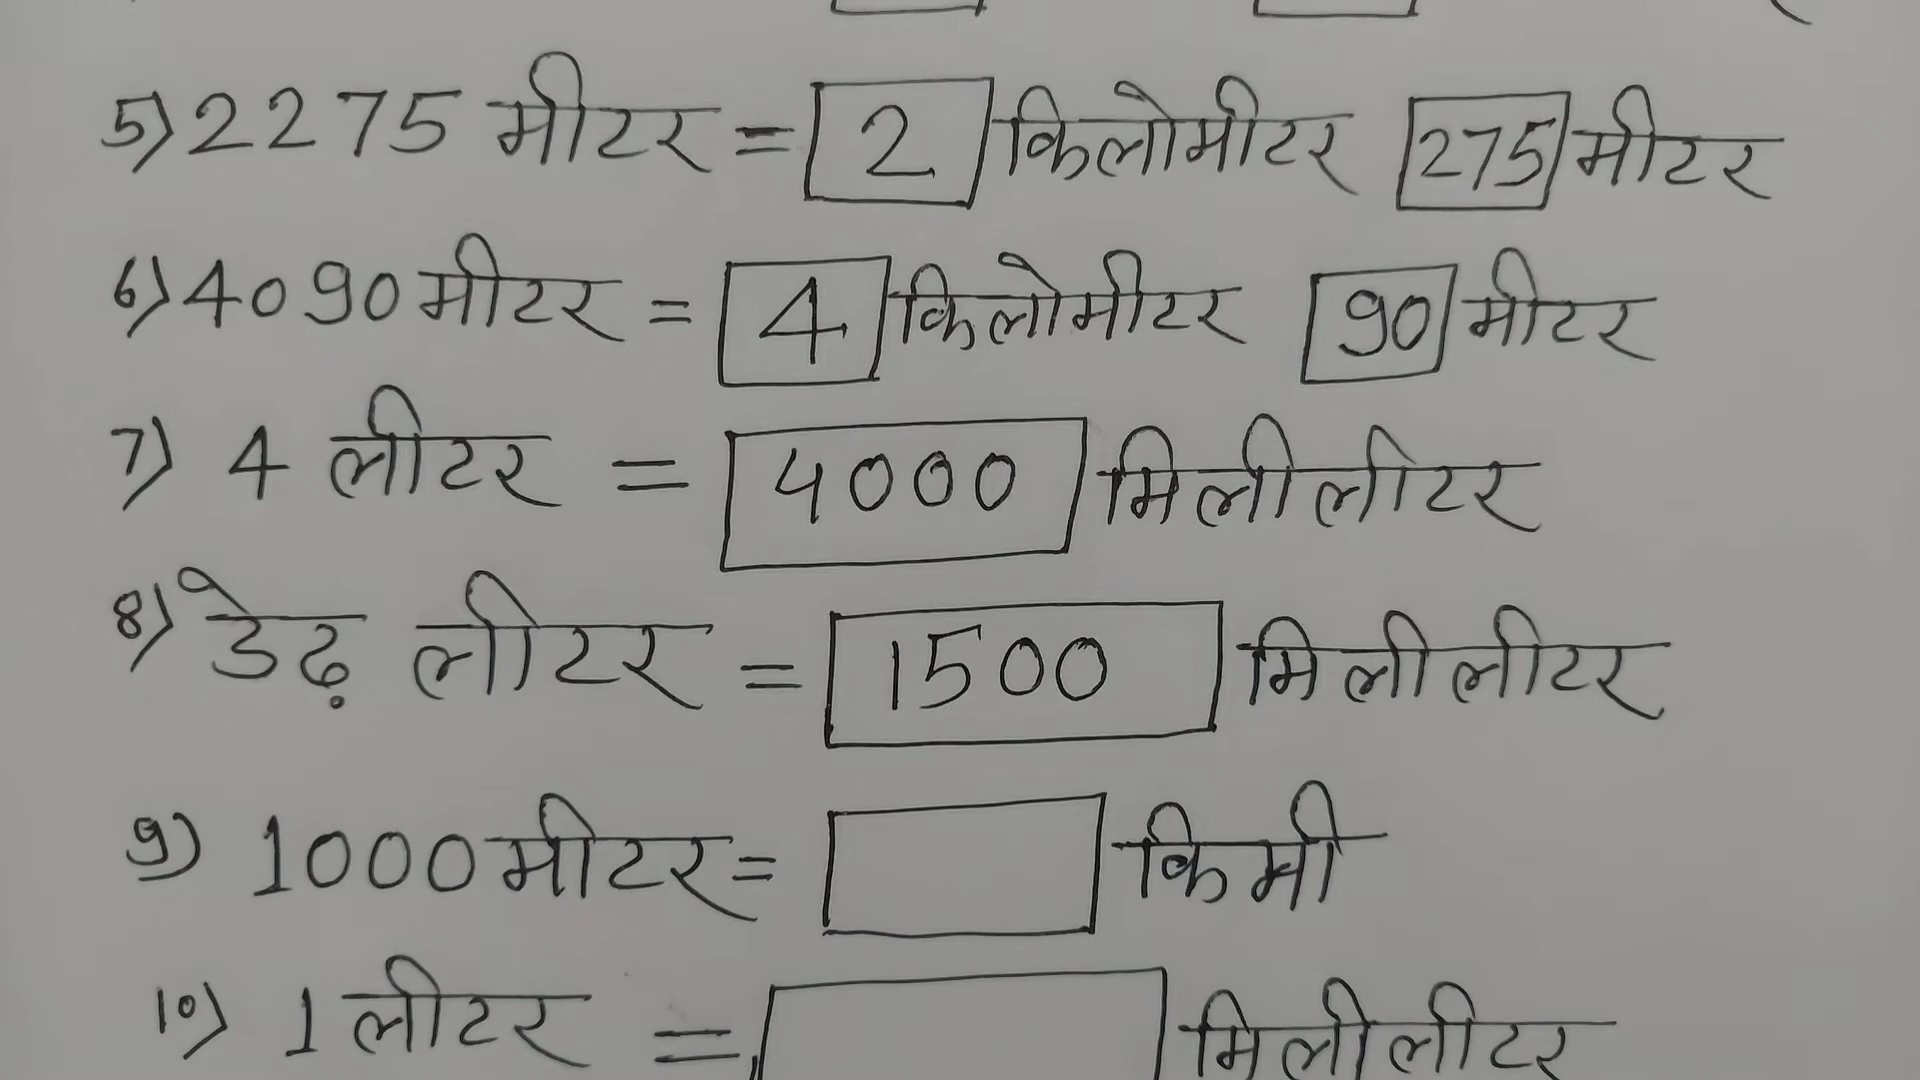 5) 2275 मीटर = 2 किलोमीटर 275 मीटर
6) 4090 मीटर = 4 किलोमीटर 90 मीटर
7) 4 लीटर = 4000 मिलीलीटर
8) डेढ़ लीटर = 1500 मिलीलीटर
9) 1000 मीटर = किमी
10) 1 लीटर = मिलीलीटर